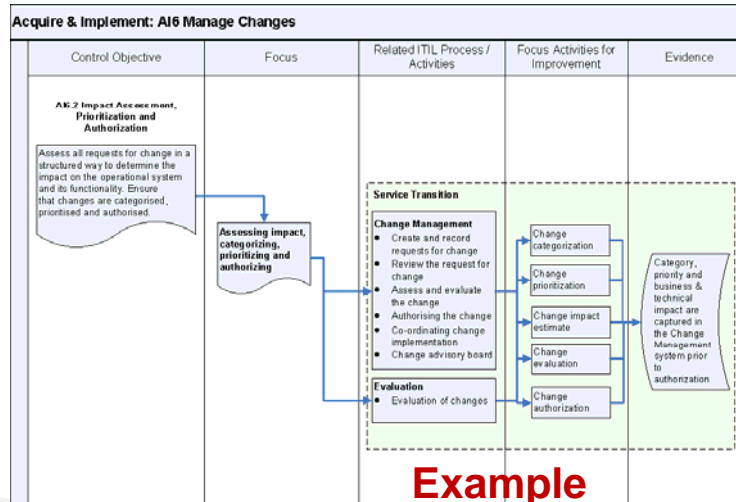 Acquire & Implement: AI6 Manage Changes
Control Objective
Focus
Related ITIL Process /
Activities
Focus Activities for
Improvement
Evidence
AI6.2 Impact Assessment,
Prioritization and
Authorization
Assess all requests for change in a
structured way to determine the
impact on the operational system
and its functionality. Ensure
that changes are categorised,
prioritised and authorised.
Assessing impact,
categorizing,
prioritizing and
authorizing
Service Transition
Change Management
• Create and record
requests for change
• Review the request for
change
• Assess and evaluate
the change
• Authorising the change
• Co-ordinating change
implementation
• Change advisory board
Evaluation
• Evaluation of changes
Change
categorization
Change
prioritization
Change impact
estimate
Change
evaluation
Change
authorization
Category,
priority and
business &
technical
impact are
captured in
the Change
Management
system prior
to
authorization
Example